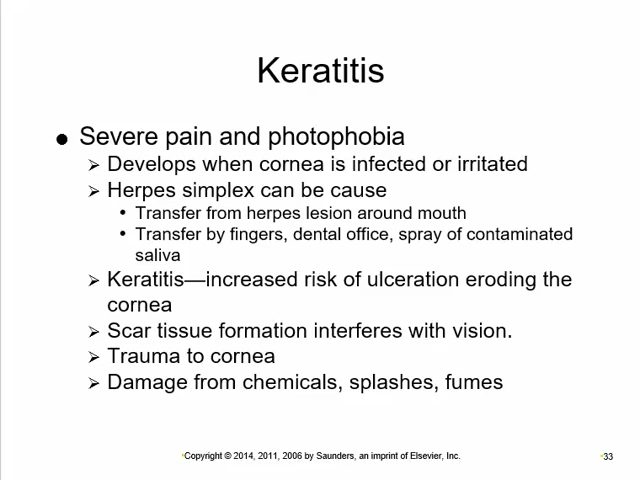 Keratitis
● Severe pain and photophobia
➢ Develops when cornea is infected or irritated
➢ Herpes simplex can be cause
• Transfer from herpes lesion around mouth
• Transfer by fingers, dental office, spray of contaminated
saliva
➢ Keratitis—increased risk of ulceration eroding the
cornea
➢ Scar tissue formation interferes with vision.
➢ Trauma to cornea
➢ Damage from chemicals, splashes, fumes
•Copyright © 2014, 2011, 2006 by Saunders, an imprint of Elsevier, Inc.
•33